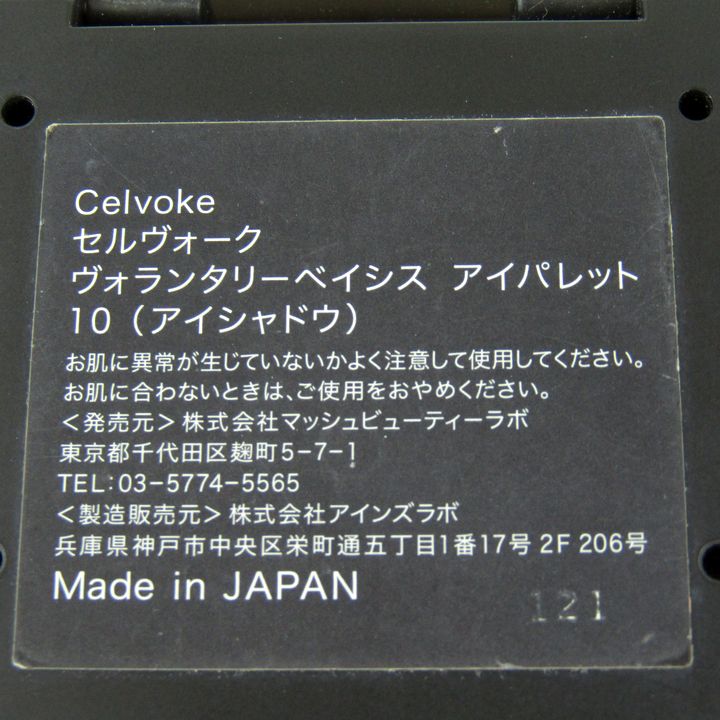 Celvoke
セルヴォーク
ヴォランタリーベイシス アイパレット
10（アイシャドウ）
お肌に異常が生じていないかよく注意して使用してください。
お肌に合わないときは、ご使用をおやめください。
＜発売元＞株式会社マッシュビューティーラボ
東京都千代田区麹町5-7-1
TEL:03-5774-5565
＜製造販売元＞株式会社アインズラボ
兵庫県神戸市中央区栄町通五丁目1番17号 2F 206号
Made in JAPAN
121